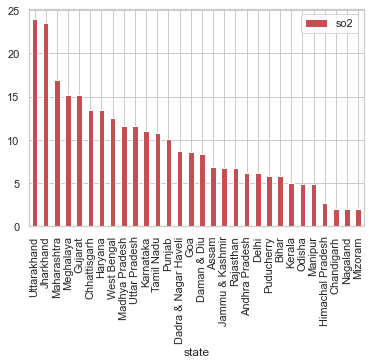 25
20
15
10
5
0
so2
Uttarakhand
Jharkhand
Maharashtra
Meghalaya
Gujarat
Chhattisgarh
Haryana
West Bengal
Madhya Pradesh
Uttar Pradesh
Karnataka
Tamil Nadu
Punjab
Dadra & Nagar Haveli
Goa
Daman & Diu
Assam
Jammu & Kashmir
Rajasthan
Andhra Pradesh
Delhi
Puducherry
Bihar
Kerala
Odisha
Manipur
Himachal Pradesh
Chandigarh
Nagaland
Mizoram
state